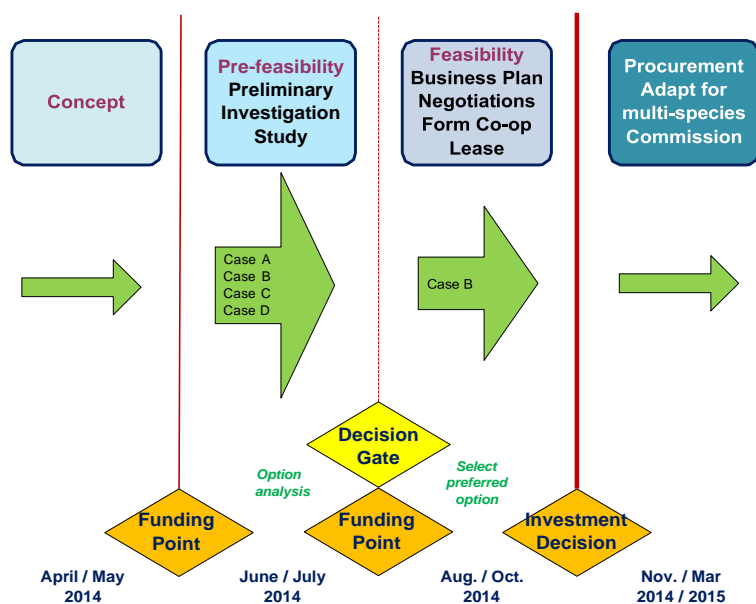 Concept
Pre-feasibility
Preliminary
Investigation
Study
Feasibility
Business Plan
Negotiations
Form Co-op
Lease
Procurement
Adapt for
multi-species
Commission
Case A
Case B
Case C
Case D
Case B
Decision
Gate
Option
analysis
Select
preferred
option
Funding
Point
Funding
Point
Investment
Decision
April / May
2014
June / July
2014
Aug. / Oct.
2014
Nov. / Mar
2014 / 2015